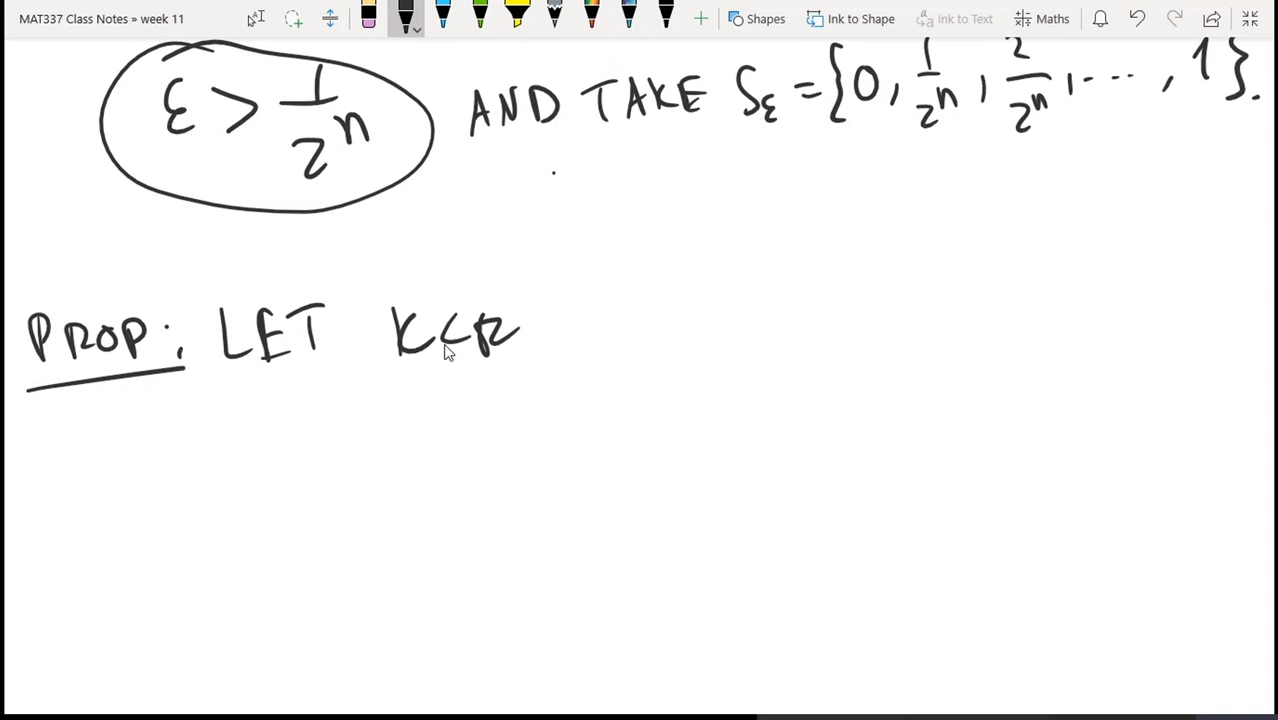 MAT337 Class Notes » week 11
Shapes
Ink to Shape
Ink to Text
Maths
ε > 1/2ⁿ AND TAKE Sε = {0, 1/2ⁿ, 2/2ⁿ, ..., 1}.
PROP: LET K ⊂ R